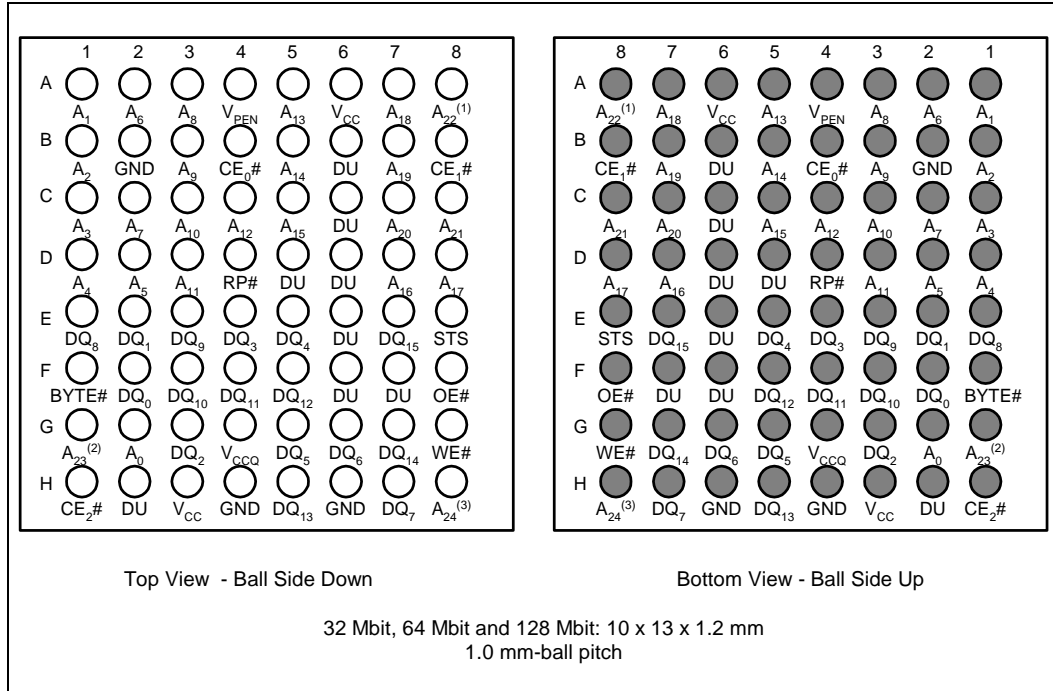 1 2 3 4 5 6 7 8
A
A1 A6 A8 VPEN A13 VCC A18 A22(1)
B
A2 GND A9 CE0# A14 DU A19 CE1#
C
A3 A7 A10 A12 A15 DU A20 A21
D
A4 A5 A11 RP# DU DU A16 A17
E
DQ8 DQ1 DQ9 DQ3 DQ4 DU DQ15 STS
F
BYTE# DQ0 DQ10 DQ11 DQ12 DU DU OE#
G
A23(2) A0 DQ2 VCCQ DQ5 DQ6 DQ14 WE#
H
CE2# DU VCC GND DQ13 GND DQ7 A24(3)
Top View - Ball Side Down
8 7 6 5 4 3 2 1
A
A22(1) A18 VCC A13 VPEN A8 A6 A1
B
CE1# A19 DU A14 CE0# A9 GND A2
C
A21 A20 DU A15 A12 A10 A7 A3
D
A17 A16 DU DU RP# A11 A5 A4
E
STS DQ15 DU DQ4 DQ3 DQ9 DQ1 DQ8
F
OE# DU DU DQ12 DQ11 DQ10 DQ0 BYTE#
G
WE# DQ14 DQ6 DQ5 VCCQ DQ2 A0 A23(2)
H
A24(3) DQ7 GND DQ13 GND VCC DU CE2#
Bottom View - Ball Side Up
32 Mbit, 64 Mbit and 128 Mbit: 10 x 13 x 1.2 mm
1.0 mm-ball pitch